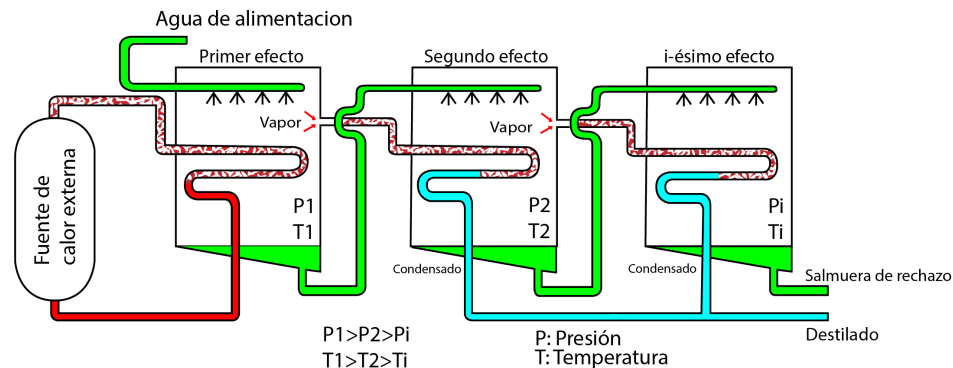 Agua de alimentacion
Primer efecto
Segundo efecto
i-ésimo efecto
Vapor
Vapor
Fuente de
calor externa
P1
T1
P2
T2
Pi
Ti
Condensado
Condensado
Salmuera de rechazo
Destilado
P1>P2>Pi
T1>T2>Ti
P: Presión
T: Temperatura